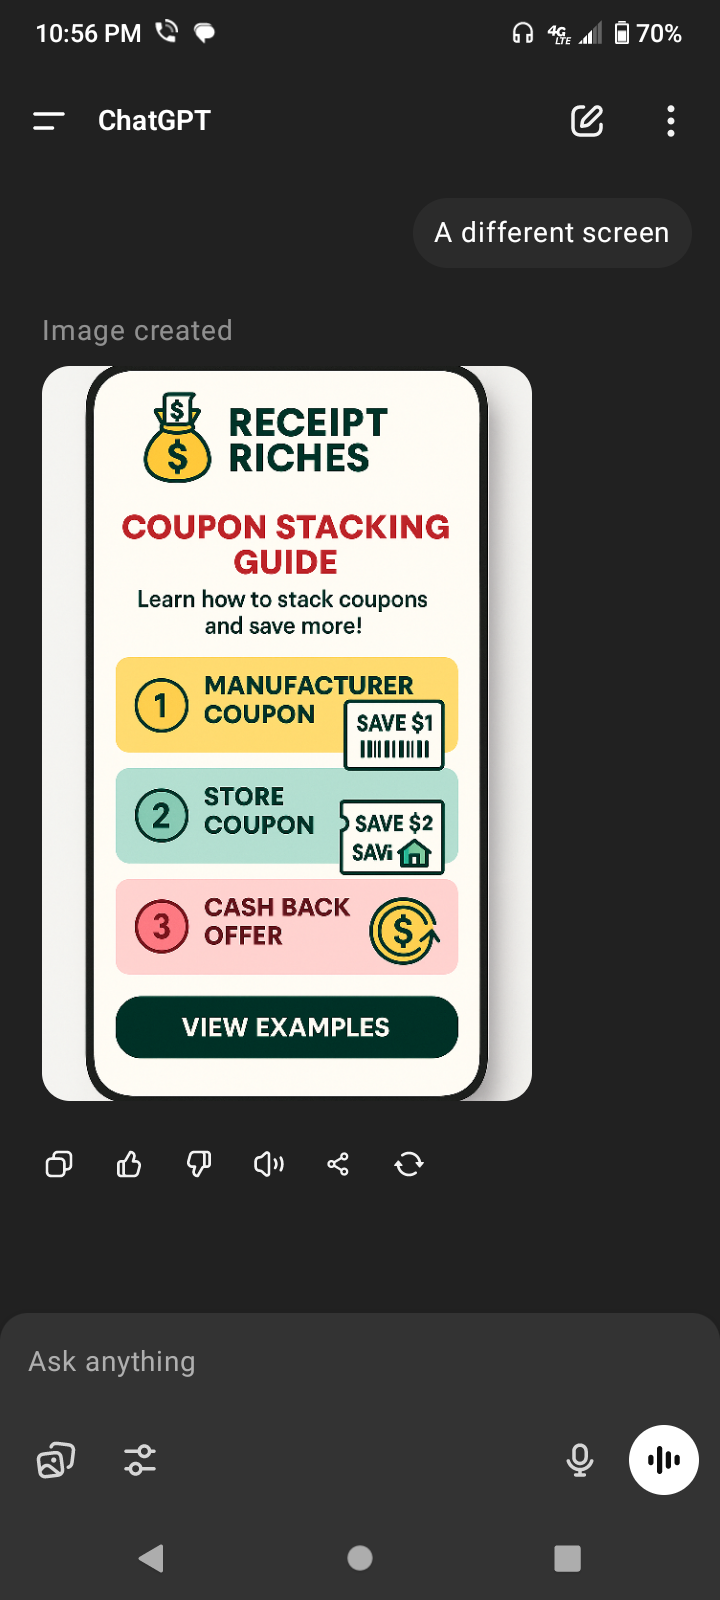 10:56 PM 4G LTE 70%
ChatGPT
A different screen
Image created
$
$
RECEIPT
RICHES
COUPON STACKING
GUIDE
Learn how to stack coupons
and save more!
1 MANUFACTURER
COUPON
SAVE $1
2 STORE
COUPON
SAVE $2
SAVi
3 CASH BACK
OFFER
$
VIEW EXAMPLES
Ask anything